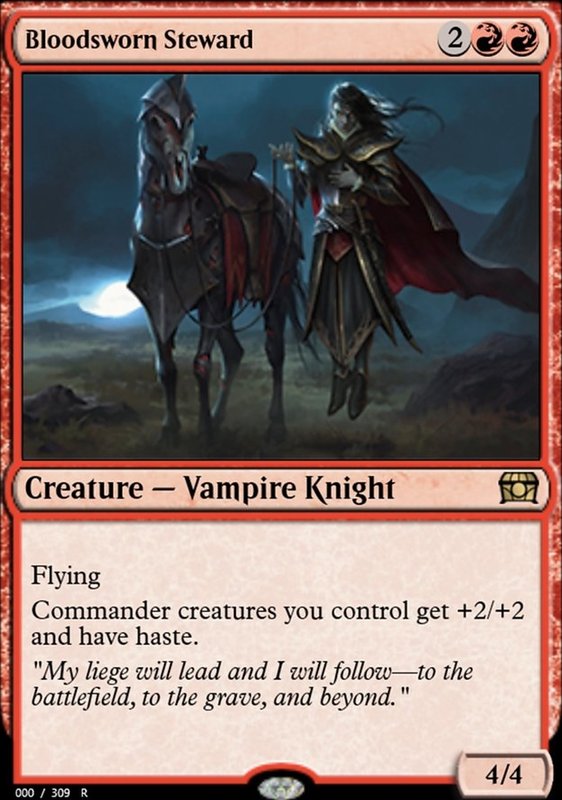 Bloodsworn Steward 2
Creature — Vampire Knight
Flying
Commander creatures you control get +2/+2
and have haste.
"My liege will lead and I will follow—to the
battlefield, to the grave, and beyond."
4/4
000 / 309 R